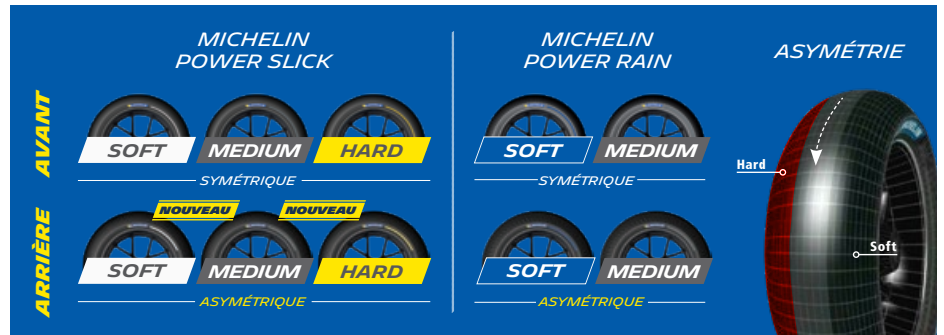 MICHELIN
POWER SLICK
MICHELIN
POWER RAIN
ASYMÉTRIE
AVANT
SOFT
MEDIUM
HARD
SOFT
MEDIUM
SYMÉTRIQUE
SYMÉTRIQUE
Hard
Soft
ARRIÈRE
NOUVEAU
NOUVEAU
SOFT
MEDIUM
HARD
SOFT
MEDIUM
ASYMÉTRIQUE
ASYMÉTRIQUE